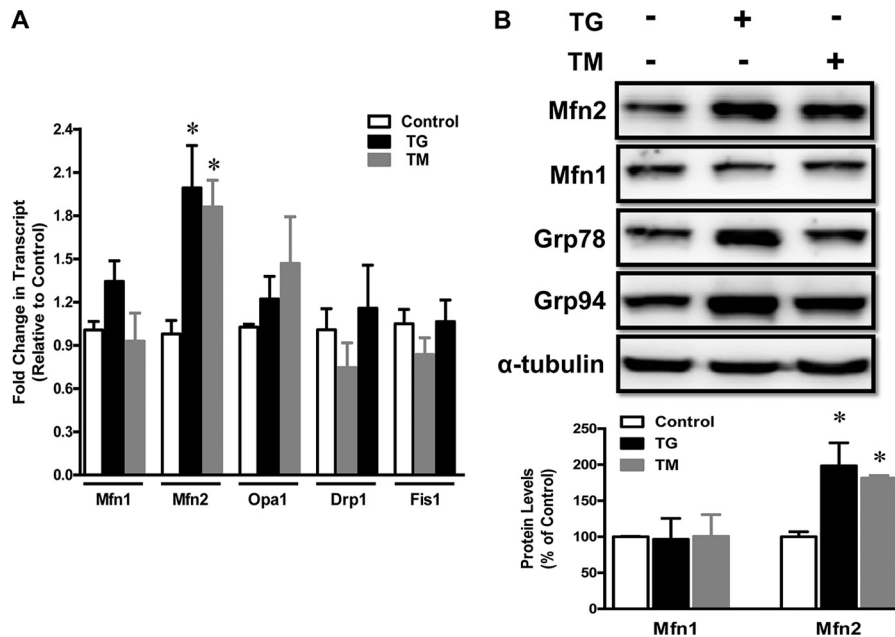 A
Fold Change in Transcript
(Relative to Control)
2.4
2.1
1.8
1.5
1.2
0.9
0.6
0.3
0.0
* *
Control
TG
TM
Mfn1 Mfn2 Opa1 Drp1 Fis1
B
TG - + -
TM - - +
Mfn2
Mfn1
Grp78
Grp94
α-tubulin
Protein Levels
(% of Control)
250
200
150
100
50
0
Control
TG
TM
* *
Mfn1 Mfn2